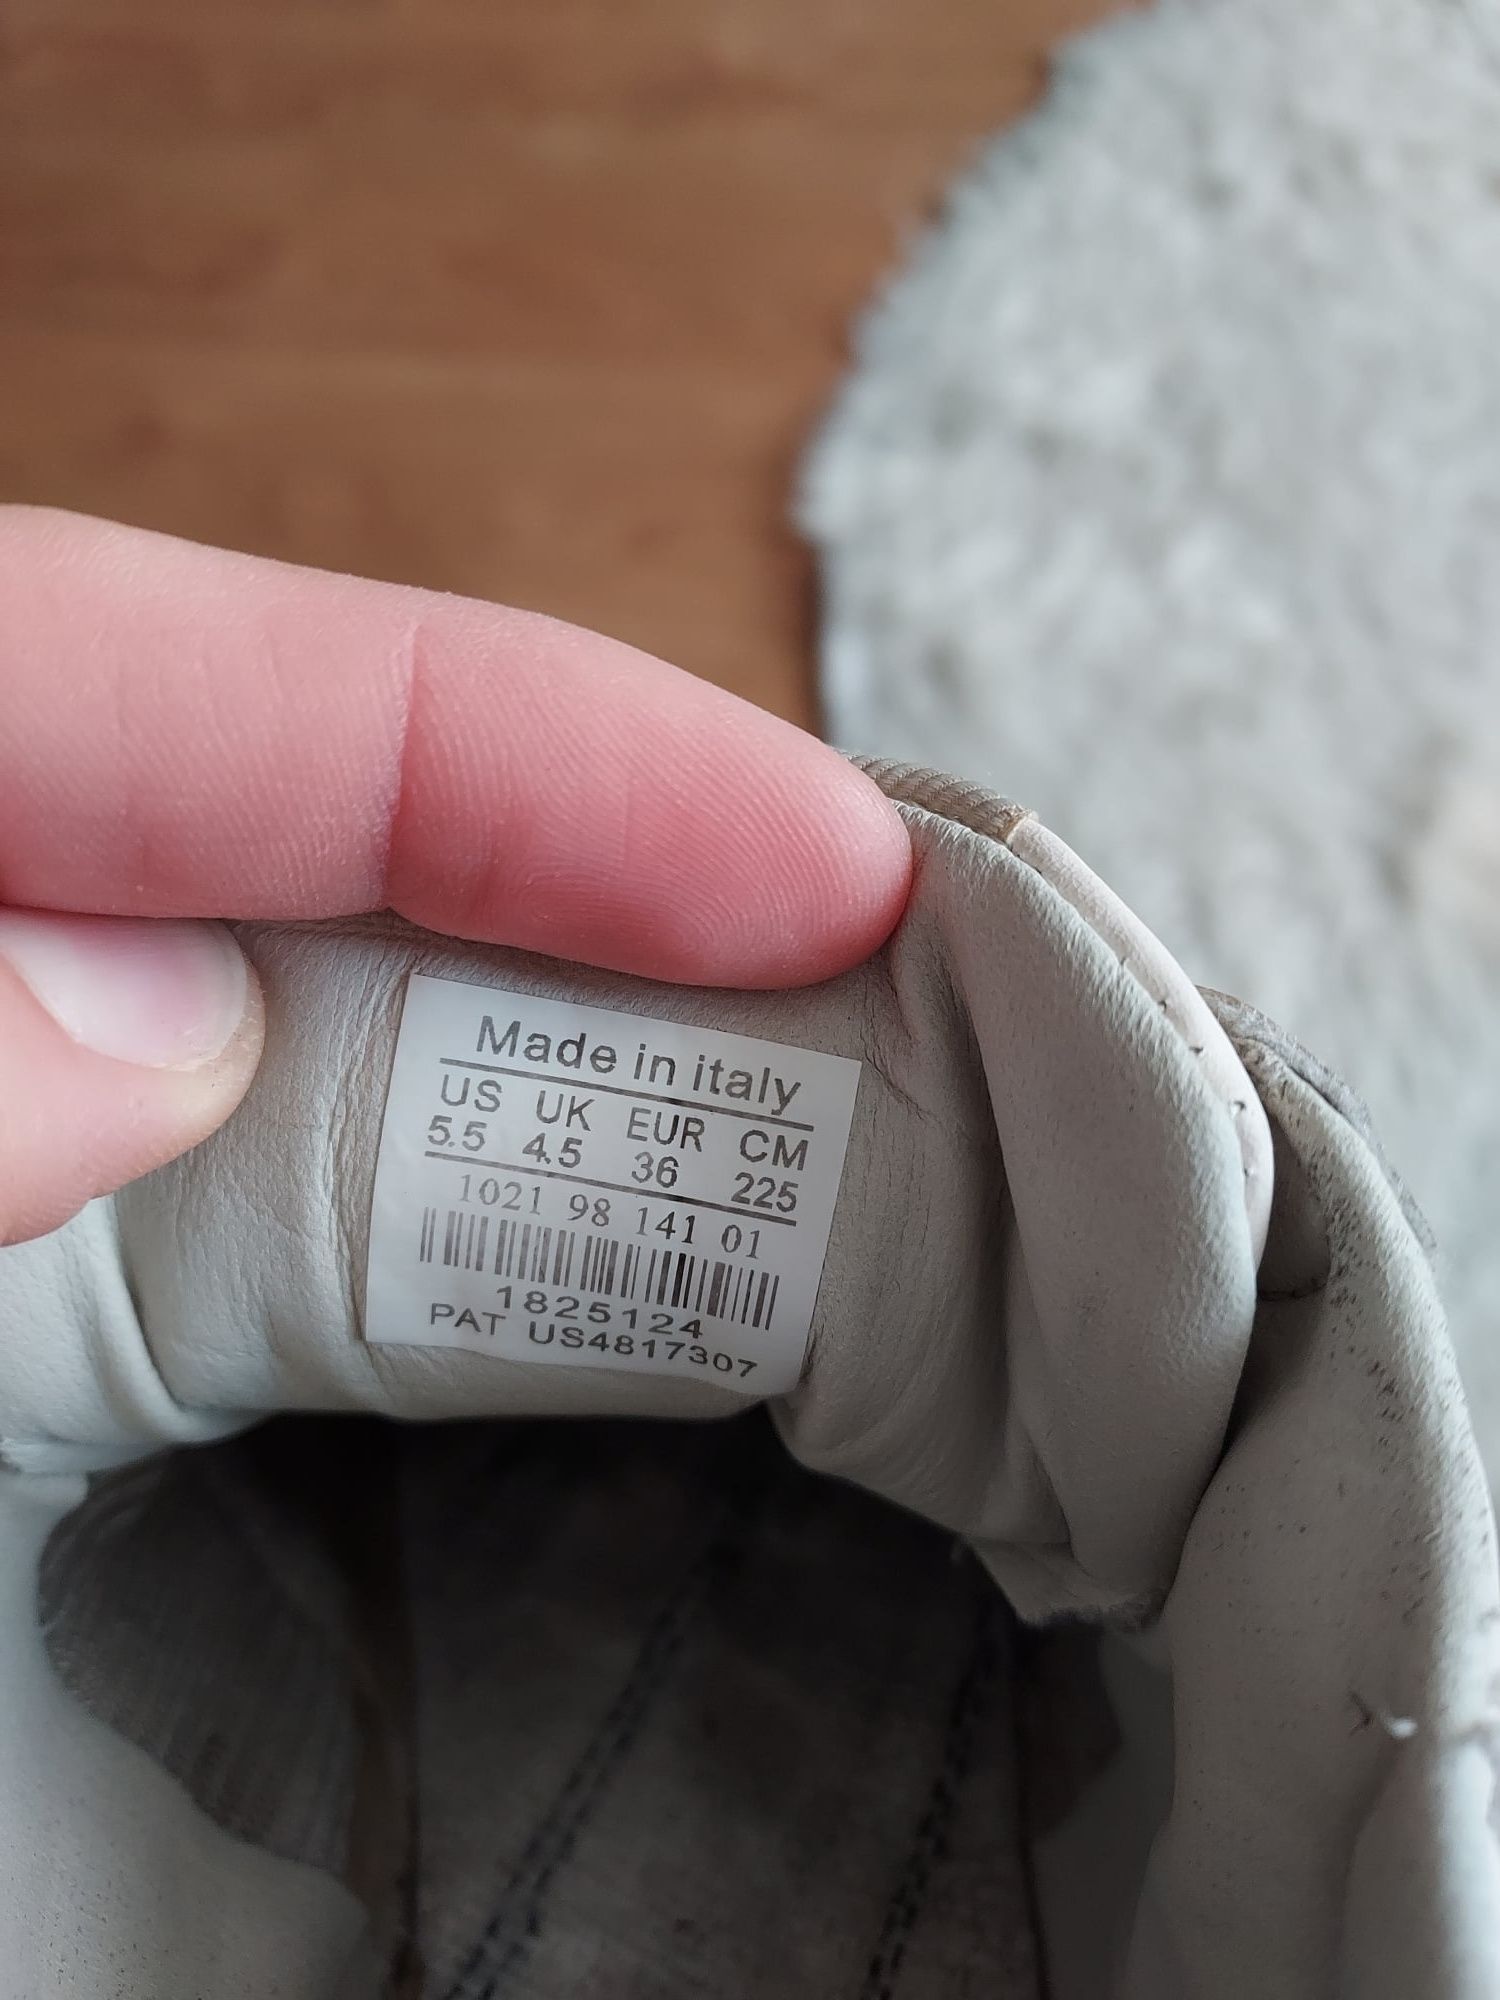 Made in italy
US UK EUR CM
5.5 4.5 36 225
1021 98 141 01
1825124
PAT US4817307